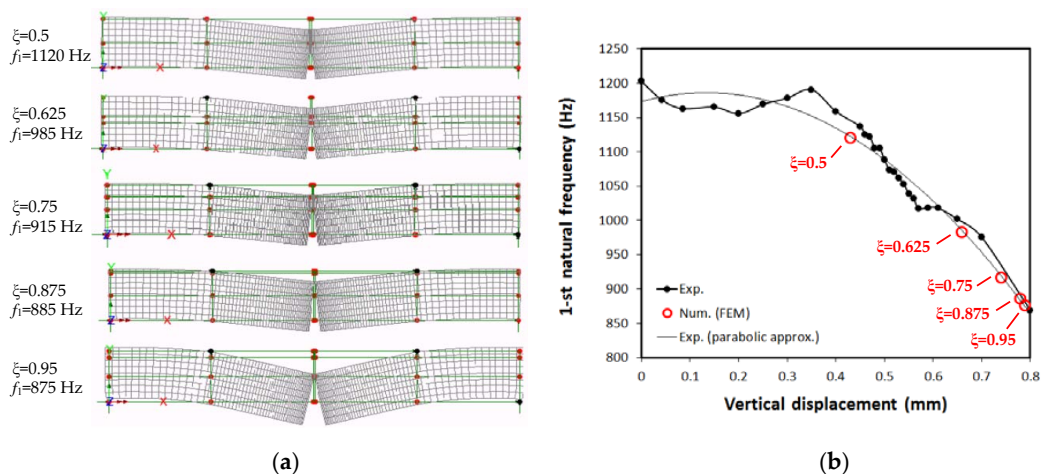 ξ=0.5
f₁=1120 Hz
Y
Z
X
ξ=0.625
f₁=985 Hz
Z
X
ξ=0.75
f₁=915 Hz
Y
Z
X
ξ=0.875
f₁=885 Hz
Y
Z
X
ξ=0.95
f₁=875 Hz
Z
X
(a)
1-st natural frequency (Hz)
1250
1200
1150
1100
1050
1000
950
900
850
800
0
0.1
0.2
0.3
0.4
0.5
0.6
0.7
0.8
Vertical displacement (mm)
ξ=0.5
ξ=0.625
ξ=0.75
ξ=0.875
ξ=0.95
Exp.
Num. (FEM)
Exp. (parabolic approx.)
(b)